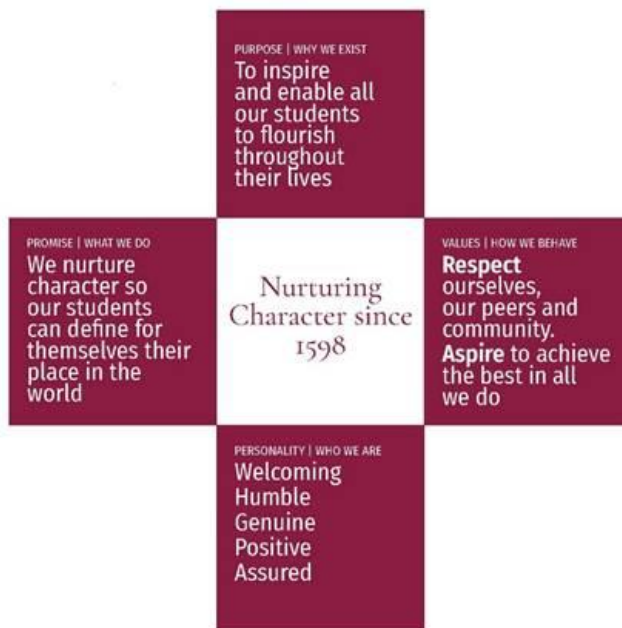 PURPOSE | WHY WE EXIST
To inspire
and enable all
our students
to flourish
throughout
their lives
PROMISE | WHAT WE DO
We nurture
character so
our students
can define for
themselves their
place in the
world
Nurturing
Character since
1598
VALUES | HOW WE BEHAVE
Respect
ourselves,
our peers and
community.
Aspire to achieve
the best in all
we do
PERSONALITY | WHO WE ARE
Welcoming
Humble
Genuine
Positive
Assured